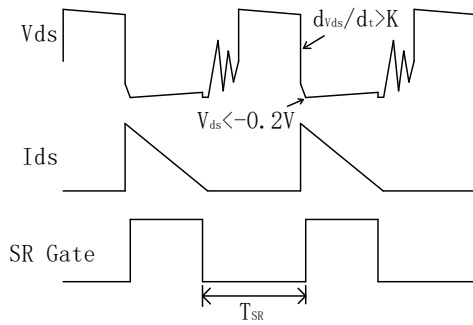 Vds
dVds/dt>K
Vds<-0.2V
Ids
SR Gate
TSR